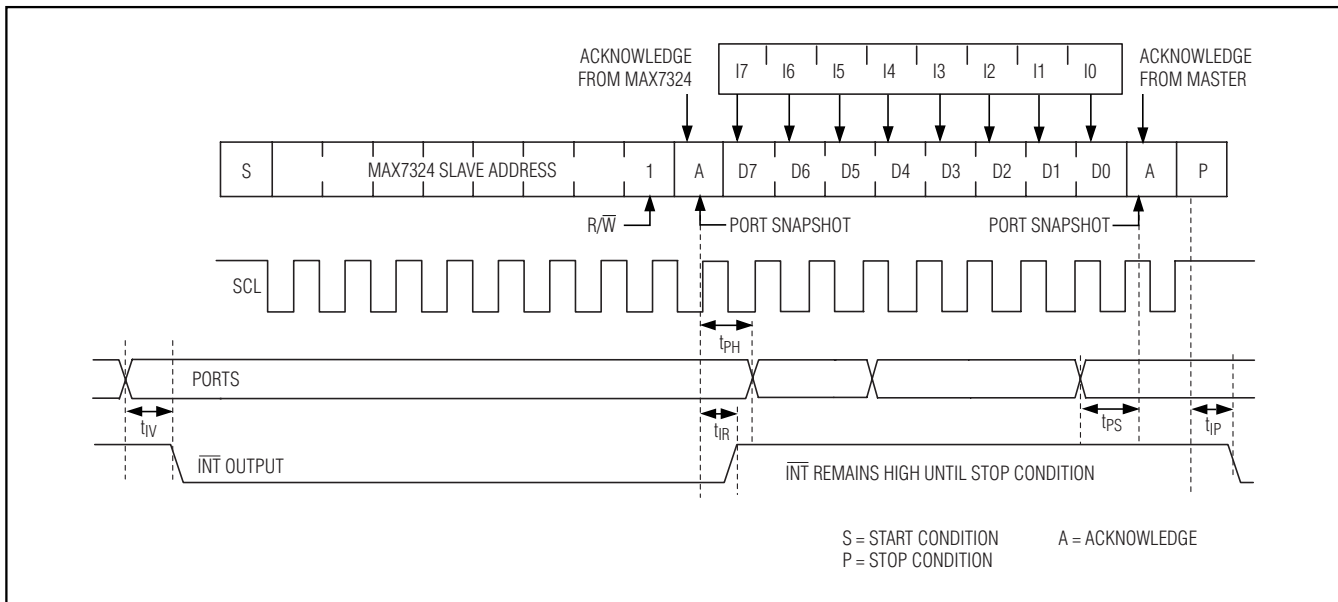 ACKNOWLEDGE
FROM MAX7324
I7 I6 I5 I4 I3 I2 I1 I0
ACKNOWLEDGE
FROM MASTER
S MAX7324 SLAVE ADDRESS 1 A D7 D6 D5 D4 D3 D2 D1 D0 A P
R/W̅ PORT SNAPSHOT PORT SNAPSHOT
SCL
tPH
PORTS
tIV tIR tPS tIP
I̅N̅T̅ OUTPUT I̅N̅T̅ REMAINS HIGH UNTIL STOP CONDITION
S = START CONDITION A = ACKNOWLEDGE
P = STOP CONDITION